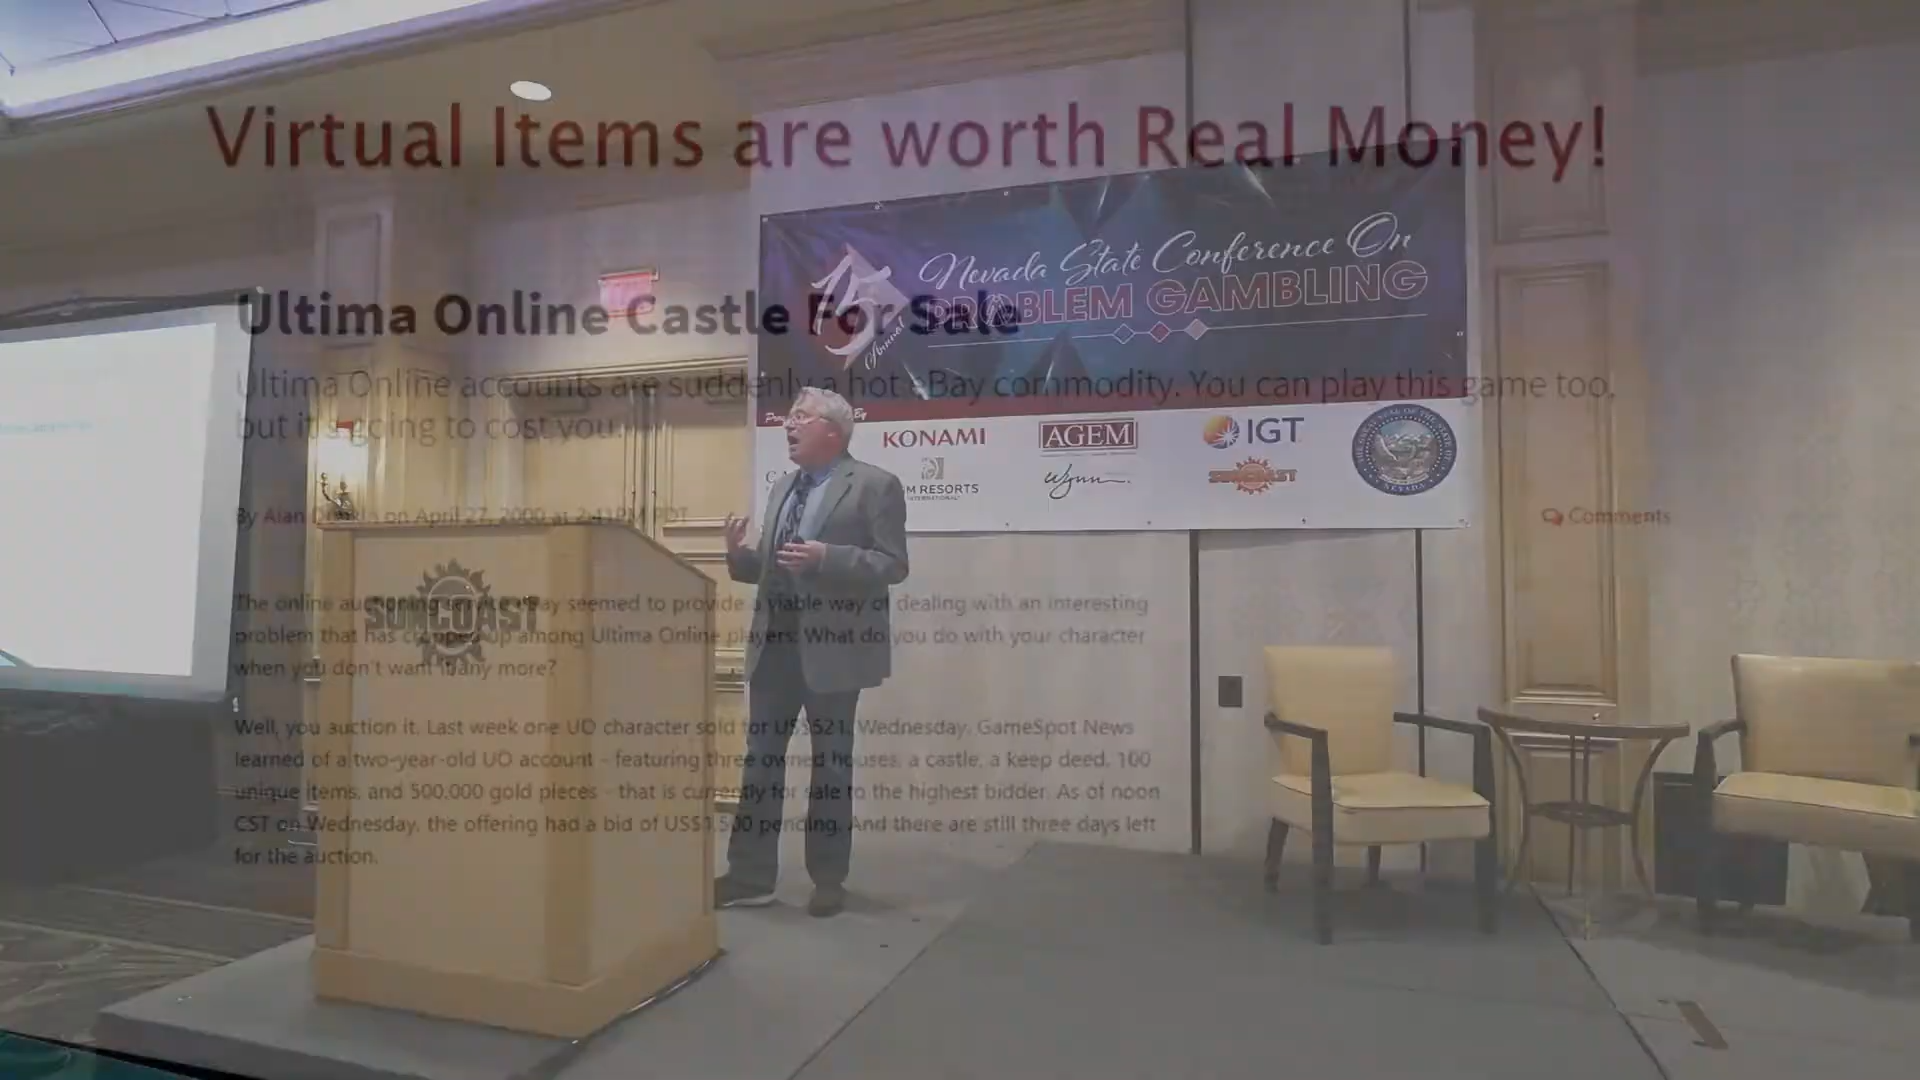 Virtual Items are worth Real Money!
Nevada State Conference On
PROBLEM GAMBLING
15
Annual
Ultima Online Castle For Sale
Ultima Online accounts are suddenly a hot eBay commodity. You can play this game too,
but it's going to cost you.
By
KONAMI
AGEM
IGT
RESORTS
INTERNATIONAL
Wynn
SUNCOAST
NEVADA
By Alan on April 27, 2000 at 2:41PM PDT
Comments
SUNCOAST
The online auctioning service eBay seemed to provide a viable way of dealing with an interesting
problem that has cropped up among Ultima Online players: What do you do with your character
when you don't want it any more?
Well, you auction it. Last week one UO character sold for US$521. Wednesday, GameSpot News
learned of a two-year-old UO account - featuring three owned houses, a castle, a keep deed, 100
unique items, and 500,000 gold pieces - that is currently for sale to the highest bidder. As of noon
CST on Wednesday, the offering had a bid of US$1,500 pending. And there are still three days left
for the auction.